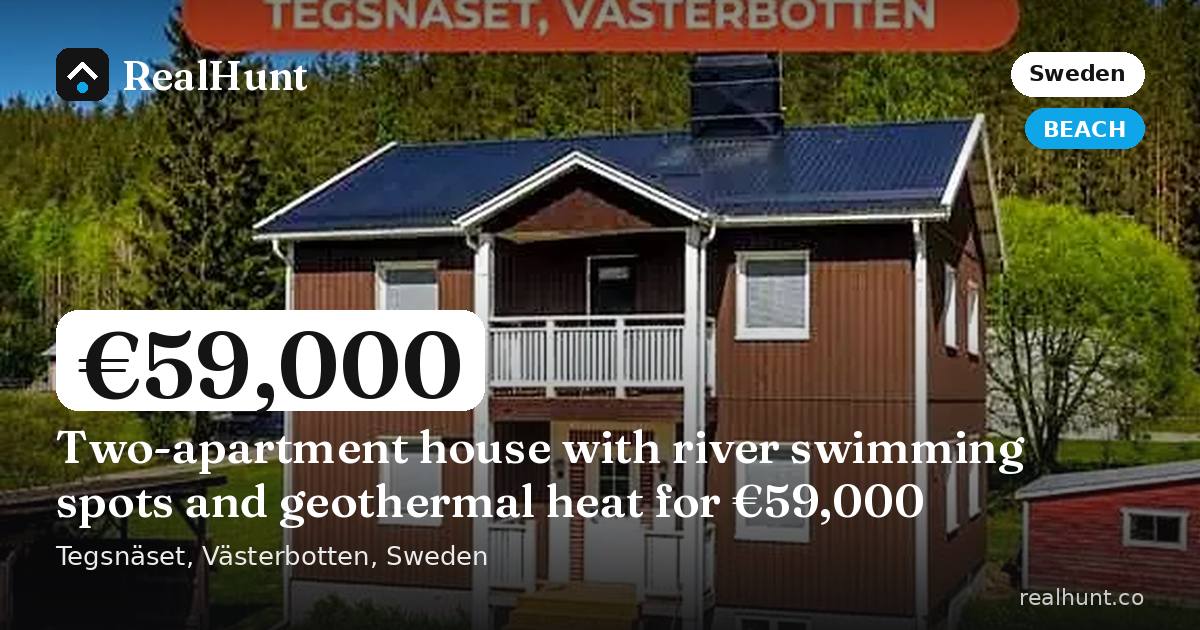 TEGSNÄSET, VÄSTERBOTTEN
RealHunt
Sweden
BEACH
€59,000
Two-apartment house with river swimming
spots and geothermal heat for €59,000
Tegsnäset, Västerbotten, Sweden
realhunt.co